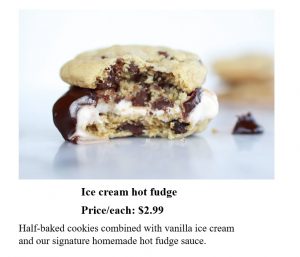 Ice cream hot fudge
Price/each: $2.99
Half-baked cookies combined with vanilla ice cream
and our signature homemade hot fudge sauce.